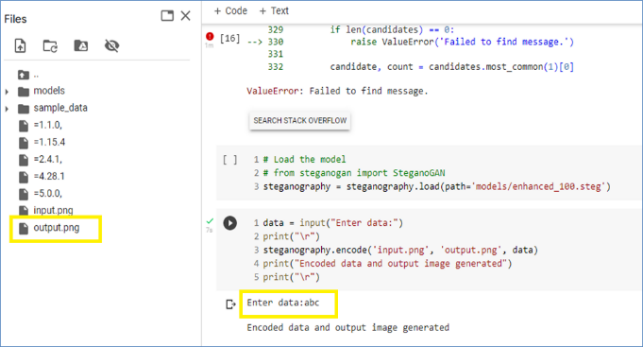 Files
..
models
sample_data
=1.1.0,
=1.15.4
=2.4.1,
=4.28.1
=5.0.0,
input.png
output.png
+ Code + Text
329 if len(candidates) == 0:
[16] --> 330 raise ValueError('Failed to find message.')
331
332 candidate, count = candidates.most_common(1)[0]
ValueError: Failed to find message.
SEARCH STACK OVERFLOW
[ ] 1 # Load the model
2 # from steganogan import SteganoGAN
3 steganography = steganography.load(path='models/enhanced_100.steg')
1 data = input("Enter data:")
2 print("\r")
3 steganography.encode('input.png', 'output.png', data)
4 print("Encoded data and output image generated")
5 print("\r")
Enter data:abc
Encoded data and output image generated